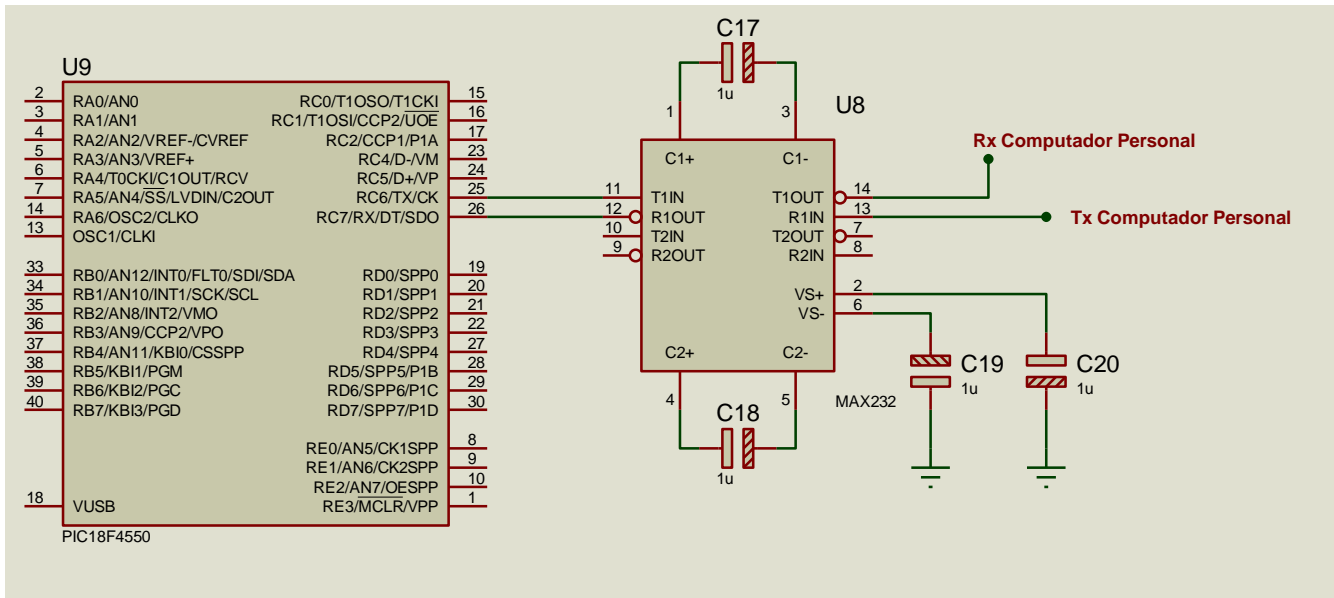 C17
1u
U9
2 RA0/AN0
3 RA1/AN1
4 RA2/AN2/VREF-/CVREF
5 RA3/AN3/VREF+
6 RA4/T0CKI/C1OUT/RCV
7 RA5/AN4/SS/LVDIN/C2OUT
14 RA6/OSC2/CLKO
13 OSC1/CLKI
33 RB0/AN12/INT0/FLT0/SDI/SDA
34 RB1/AN10/INT1/SCK/SCL
35 RB2/AN8/INT2/VMO
36 RB3/AN9/CCP2/VPO
37 RB4/AN11/KBI0/CSSPP
38 RB5/KBI1/PGM
39 RB6/KBI2/PGC
40 RB7/KBI3/PGD
18 VUSB
RC0/T1OSO/T1CKI 15
RC1/T1OSI/CCP2/UOE 16
RC2/CCP1/P1A 17
RC4/D-/VM 23
RC5/D+/VP 24
RC6/TX/CK 25
RC7/RX/DT/SDO 26
RD0/SPP0 19
RD1/SPP1 20
RD2/SPP2 21
RD3/SPP3 22
RD4/SPP4 27
RD5/SPP5/P1B 28
RD6/SPP6/P1C 29
RD7/SPP7/P1D 30
RE0/AN5/CK1SPP 8
RE1/AN6/CK2SPP 9
RE2/AN7/OESPP 10
RE3/MCLR/VPP 1
PIC18F4550
U8
1 3
C1+ C1-
11 T1IN
12 R1OUT
10 T2IN
9 R2OUT
T1OUT 14
R1IN 13
T2OUT 7
R2IN 8
VS+ 2
VS- 6
C2+ C2-
4 5
MAX232
C18
1u
Rx Computador Personal
Tx Computador Personal
C19
1u
C20
1u